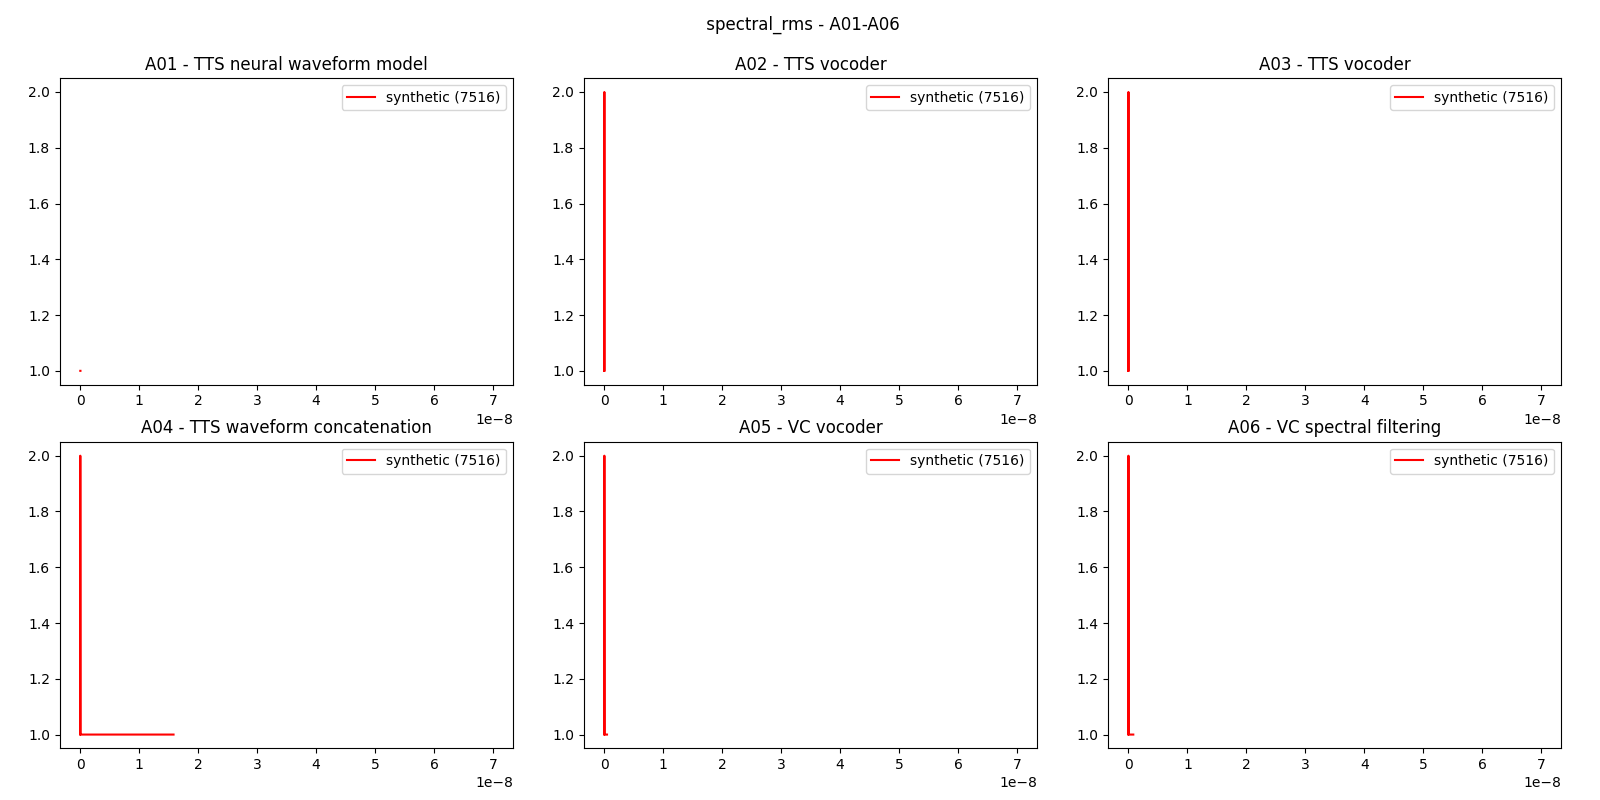 spectral_rms - A01-A06
A01 - TTS neural waveform model
2.0
1.8
1.6
1.4
1.2
1.0
synthetic (7516)
0 1 2 3 4 5 6 7
1e−8
A02 - TTS vocoder
2.0
1.8
1.6
1.4
1.2
1.0
synthetic (7516)
0 1 2 3 4 5 6 7
1e−8
A03 - TTS vocoder
2.0
1.8
1.6
1.4
1.2
1.0
synthetic (7516)
0 1 2 3 4 5 6 7
1e−8
A04 - TTS waveform concatenation
2.0
1.8
1.6
1.4
1.2
1.0
synthetic (7516)
0 1 2 3 4 5 6 7
1e−8
A05 - VC vocoder
2.0
1.8
1.6
1.4
1.2
1.0
synthetic (7516)
0 1 2 3 4 5 6 7
1e−8
A06 - VC spectral filtering
2.0
1.8
1.6
1.4
1.2
1.0
synthetic (7516)
0 1 2 3 4 5 6 7
1e−8